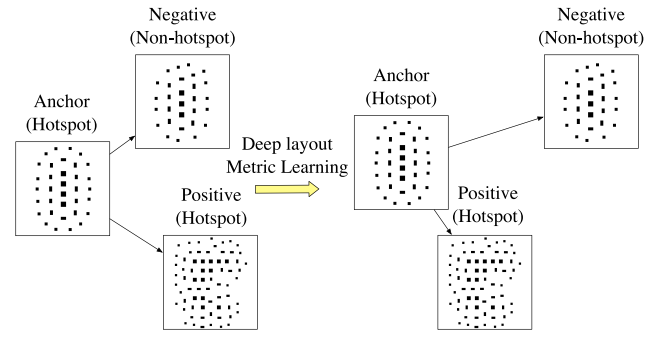 Negative
(Non-hotspot)
Anchor
(Hotspot)
Positive
(Hotspot)
Deep layout
Metric Learning
Negative
(Non-hotspot)
Anchor
(Hotspot)
Positive
(Hotspot)